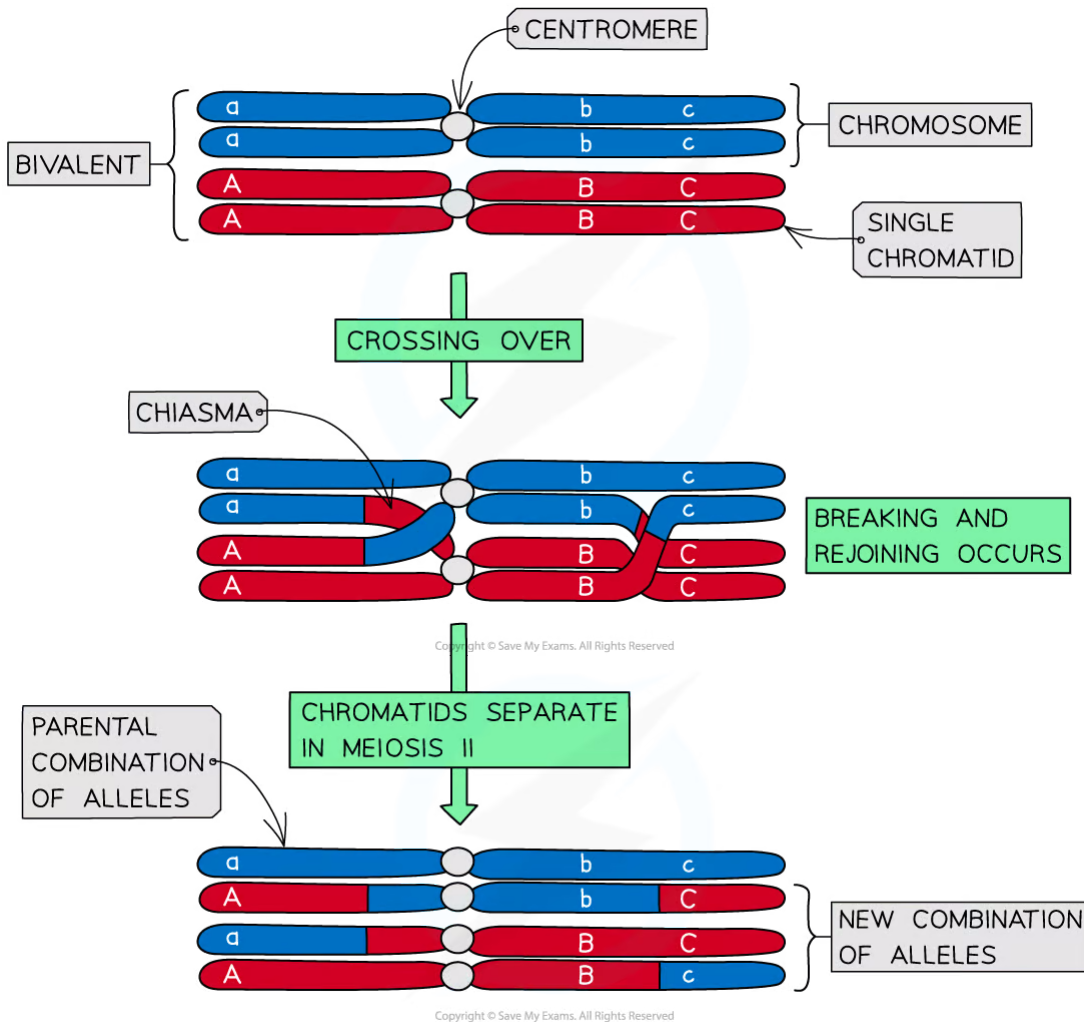 CENTROMERE
a b c
CHROMOSOME
a b c
BIVALENT
A B C
A B C
SINGLE
CHROMATID
CROSSING OVER
CHIASMA
a b c
a b c
BREAKING AND
REJOINING OCCURS
A B C
A B C
Copyright © Save My Exams. All Rights Reserved
CHROMATIDS SEPARATE
IN MEIOSIS II
PARENTAL
COMBINATION
OF ALLELES
a b c
A b C
a B C
A B c
NEW COMBINATION
OF ALLELES
Copyright © Save My Exams. All Rights Reserved